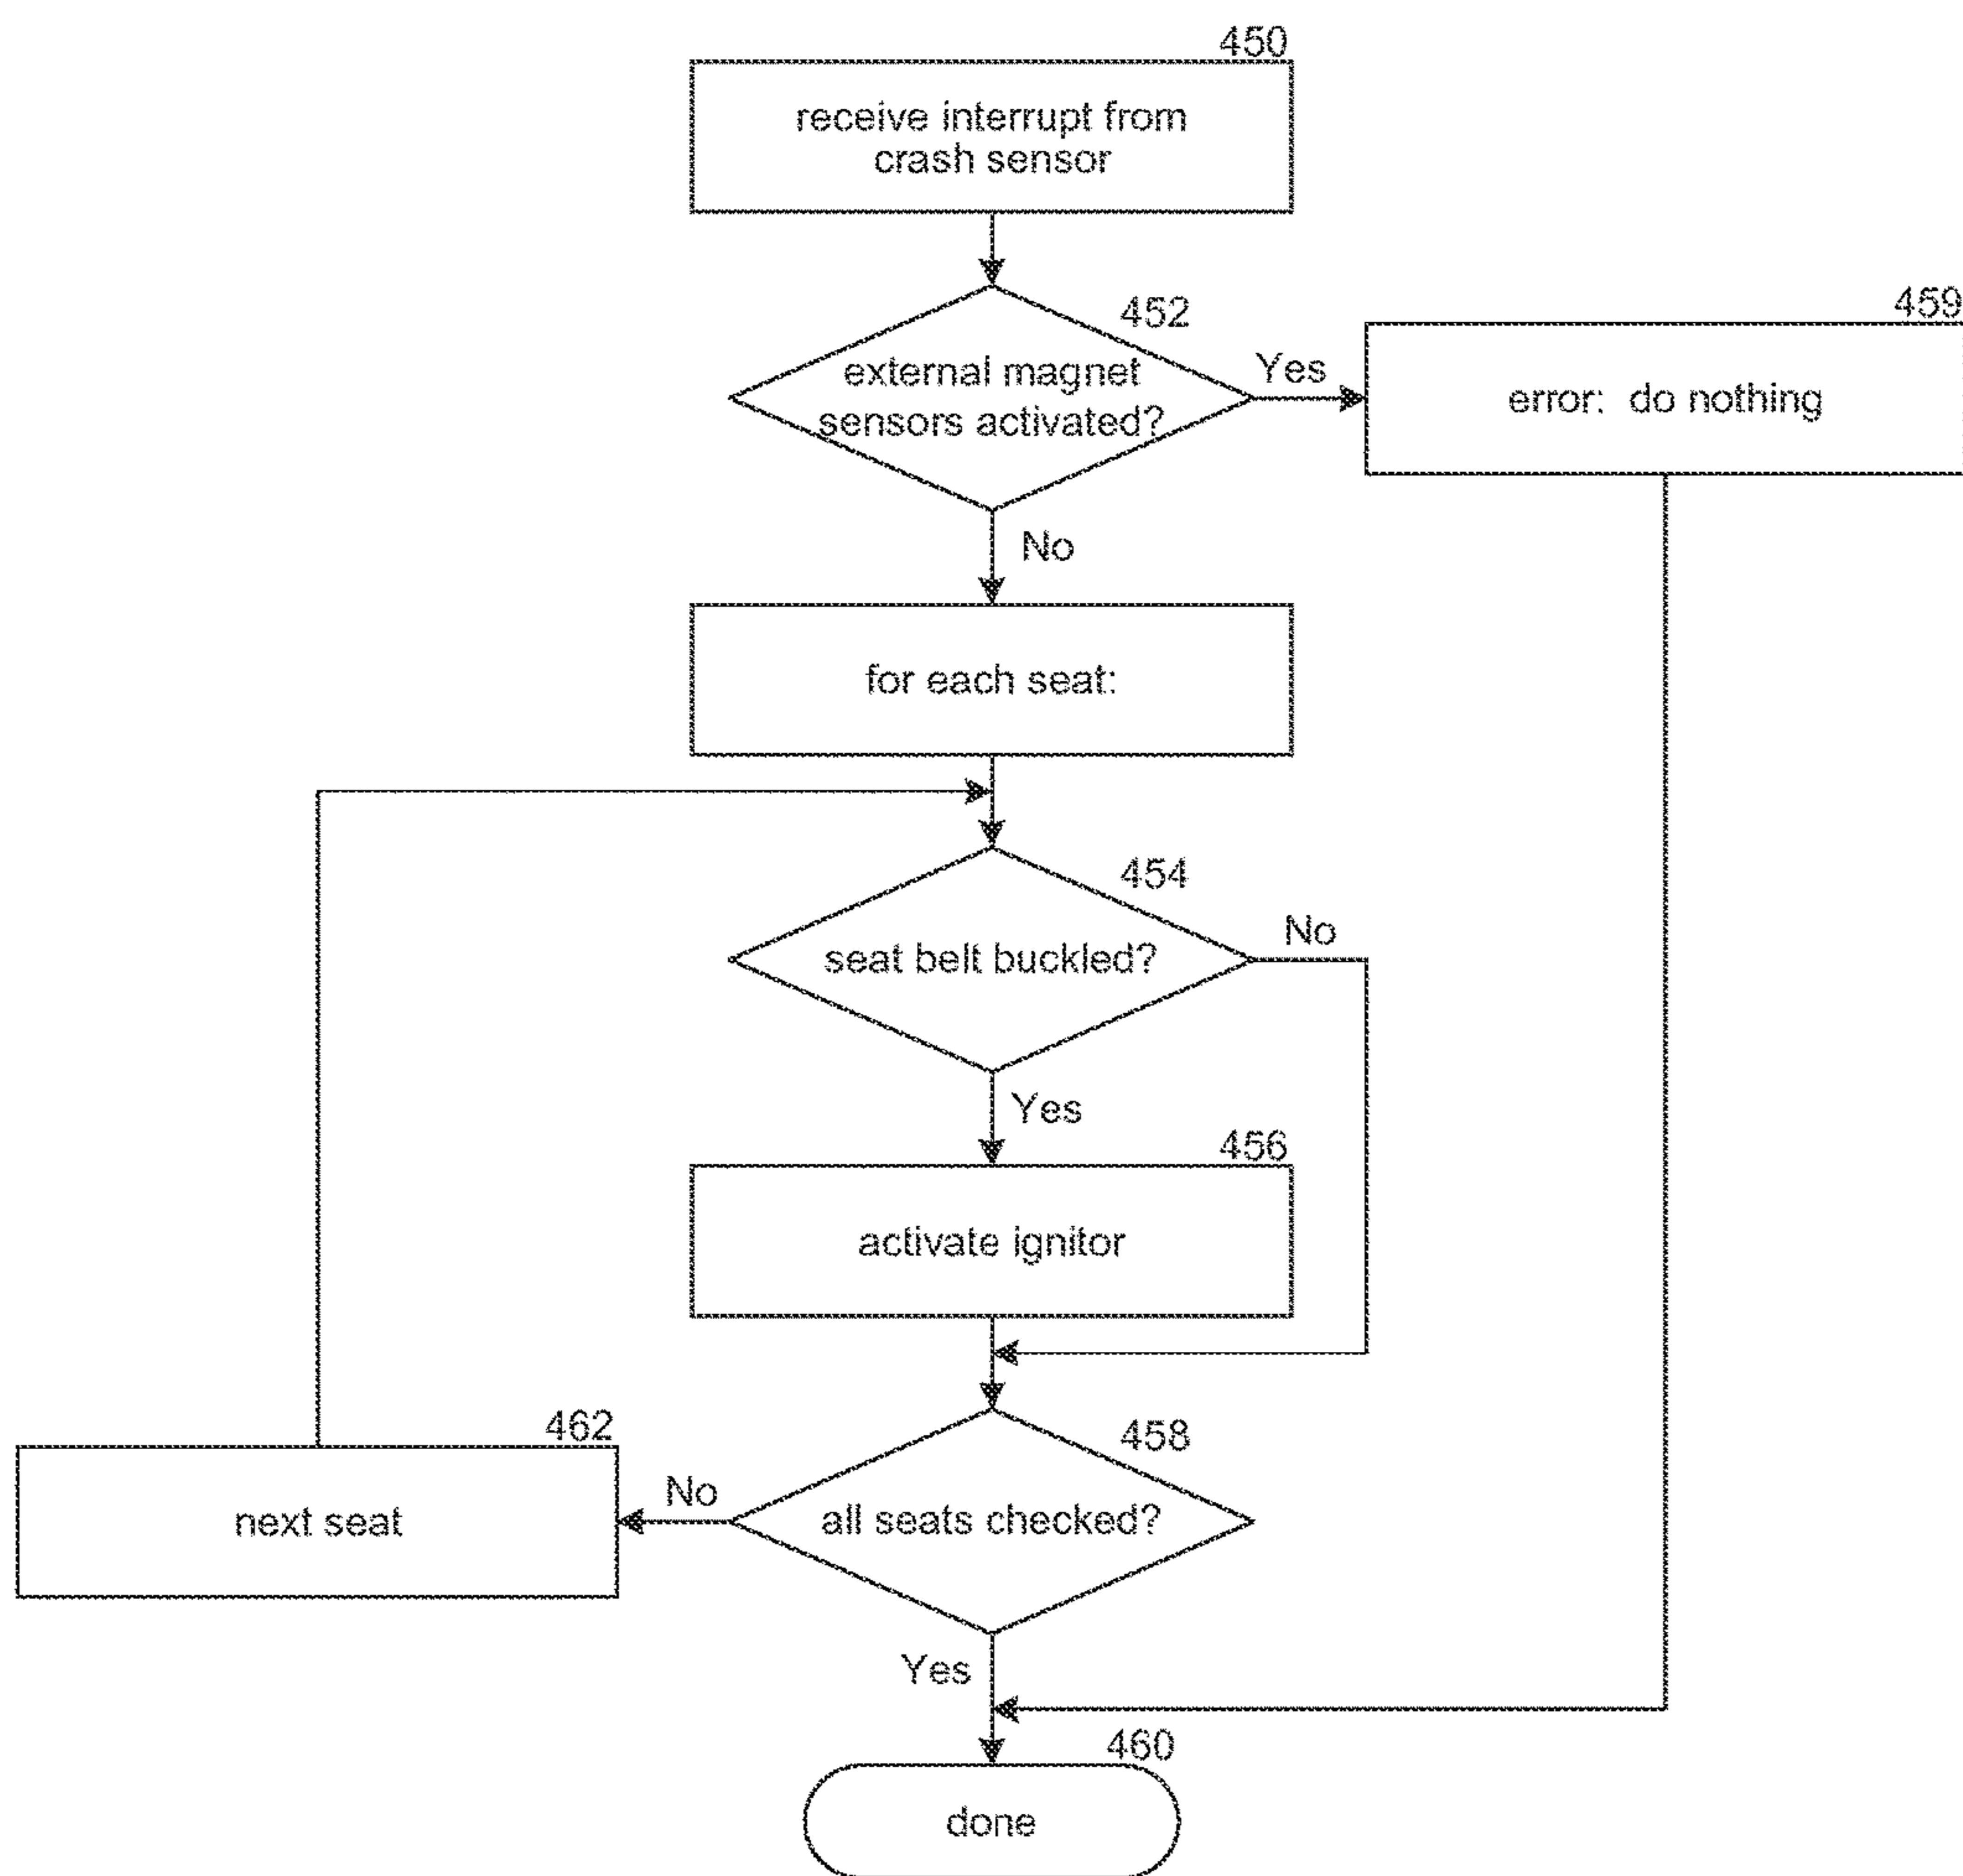 450
receive interrupt from
crash sensor
452
external magnet
sensors activated?
Yes
459
error: do nothing
No
for each seat:
454
seat belt buckled?
No
Yes
456
activate ignitor
462
next seat
No
458
all seats checked?
Yes
460
done